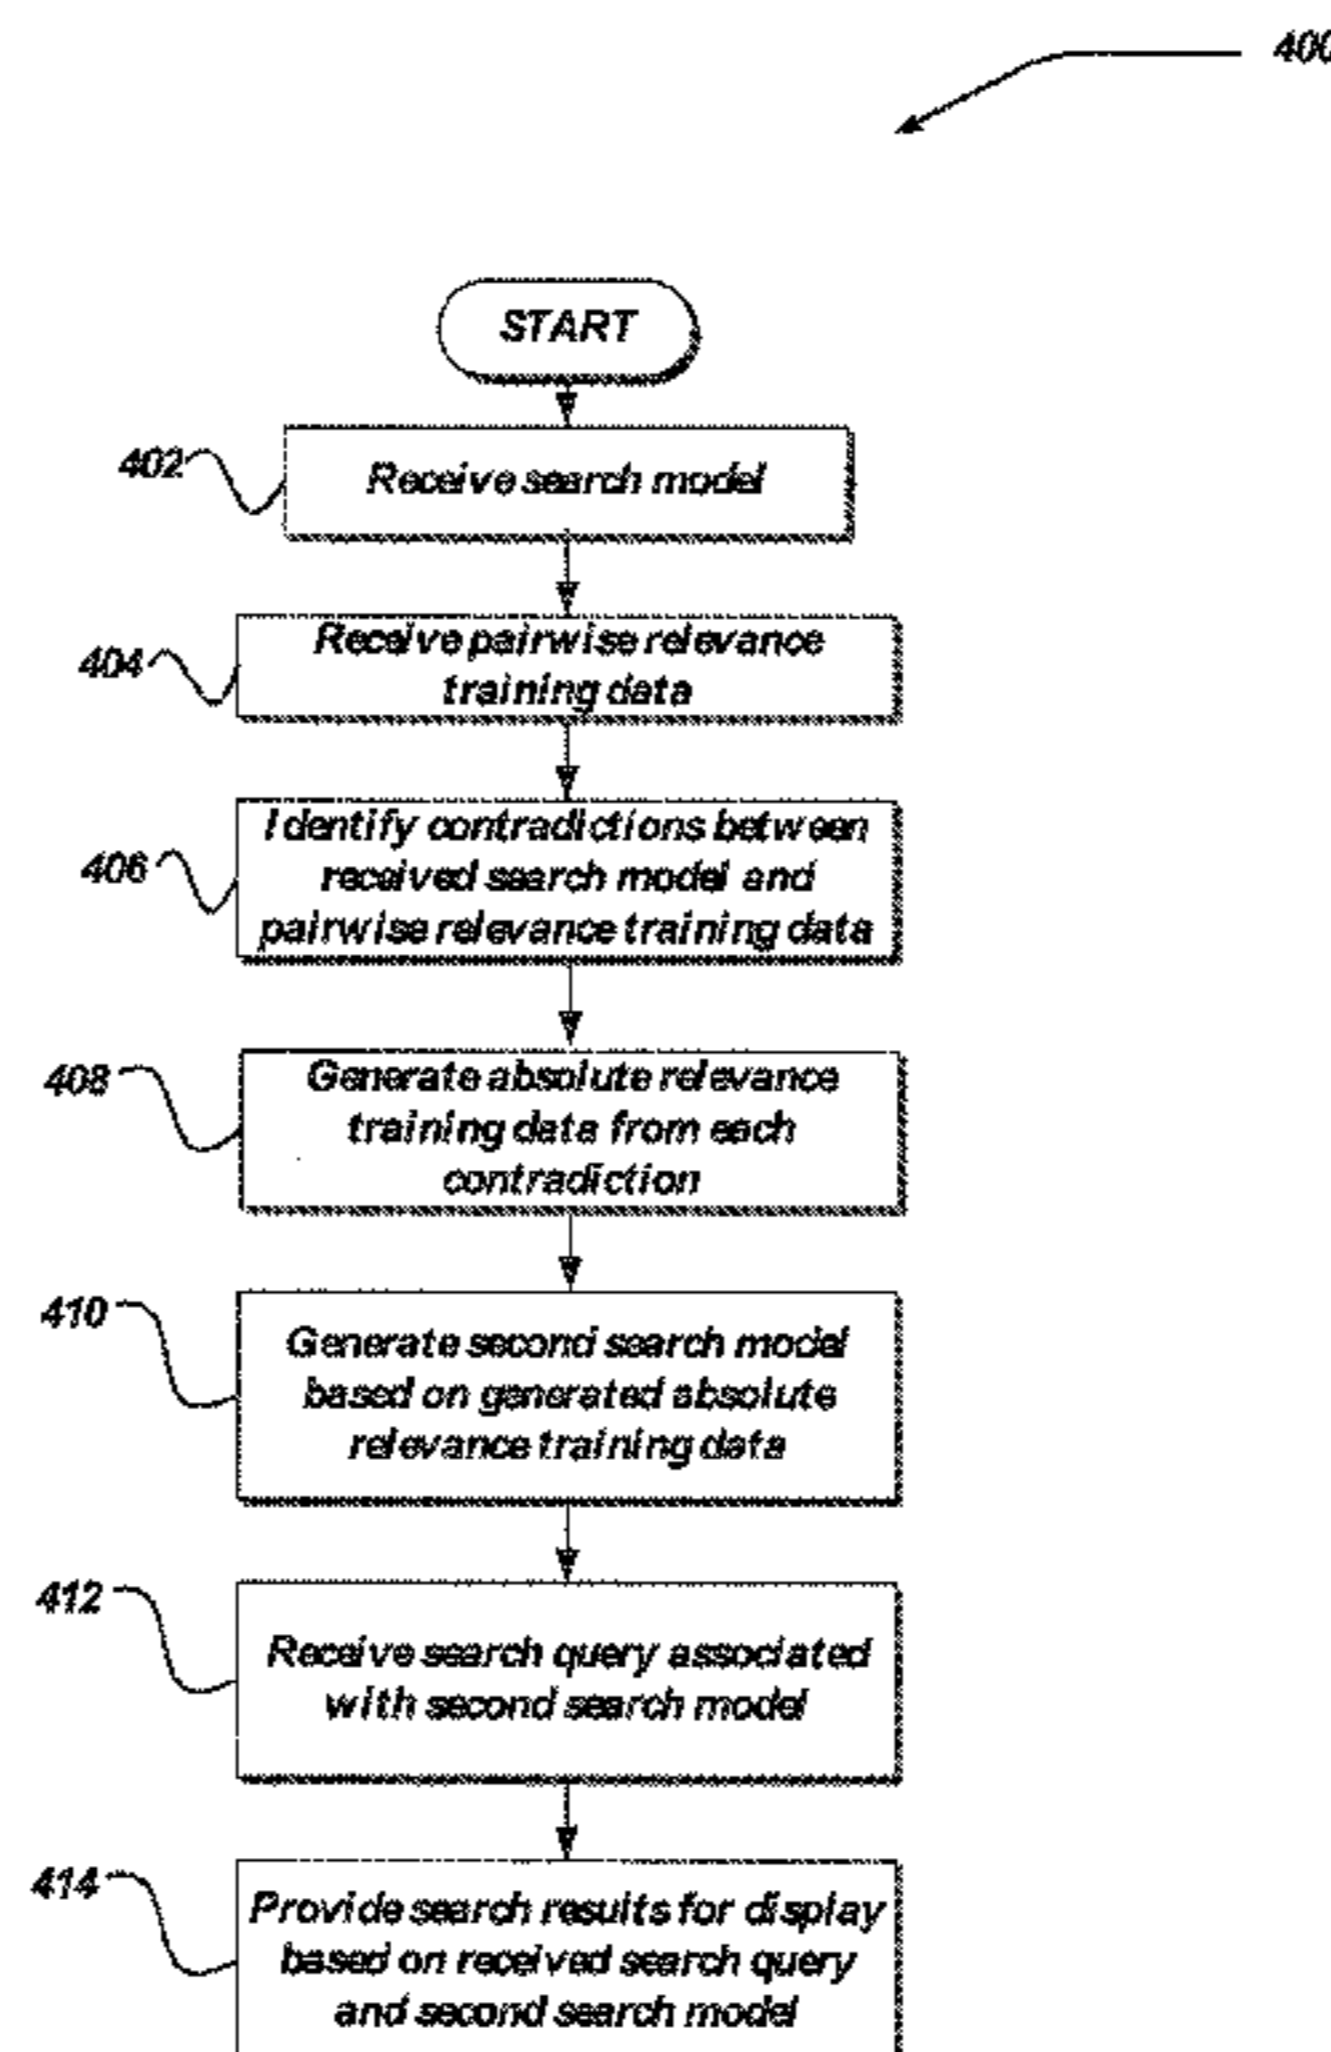 400
START
402
Receive search model
404
Receive pairwise relevance
training data
406
Identify contradictions between
received search model and
pairwise relevance training data
408
Generate absolute relevance
training data from each
contradiction
410
Generate second search model
based on generated absolute
relevance training data
412
Receive search query associated
with second search model
414
Provide search results for display
based on received search query
and second search model